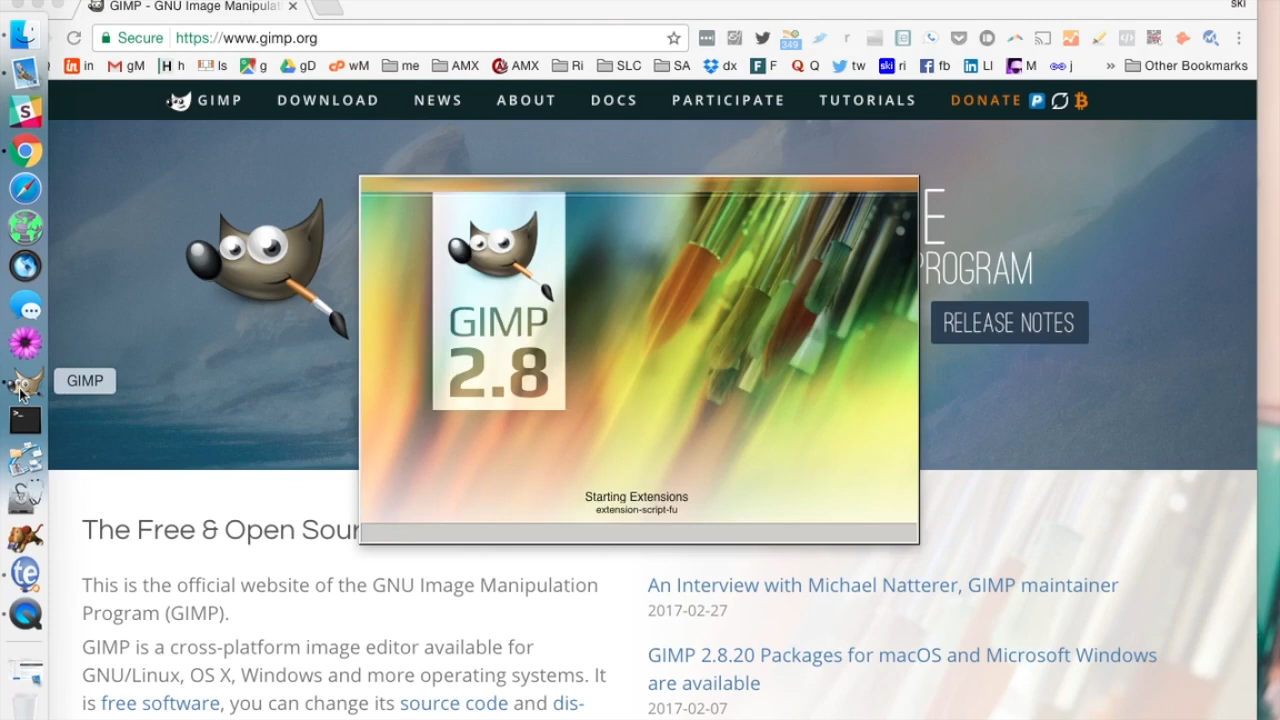 GIMP - GNU Image Manipulat
ski
Secure https://www.gimp.org
349
r
in gM h ls g gD wM me AMX AMX Ri SLC SA dx F Q tw ri fb LI M j » Other Bookmarks
GIMP DOWNLOAD NEWS ABOUT DOCS PARTICIPATE TUTORIALS DONATE
E
PROGRAM
RELEASE NOTES
GIMP
2.8
GIMP
Starting Extensions
extension-script-fu
The Free & Open Sour
This is the official website of the GNU Image Manipulation
Program (GIMP).
GIMP is a cross-platform image editor available for
GNU/Linux, OS X, Windows and more operating systems. It
is free software, you can change its source code and dis-
An Interview with Michael Natterer, GIMP maintainer
2017-02-27
GIMP 2.8.20 Packages for macOS and Microsoft Windows
are available
2017-02-07